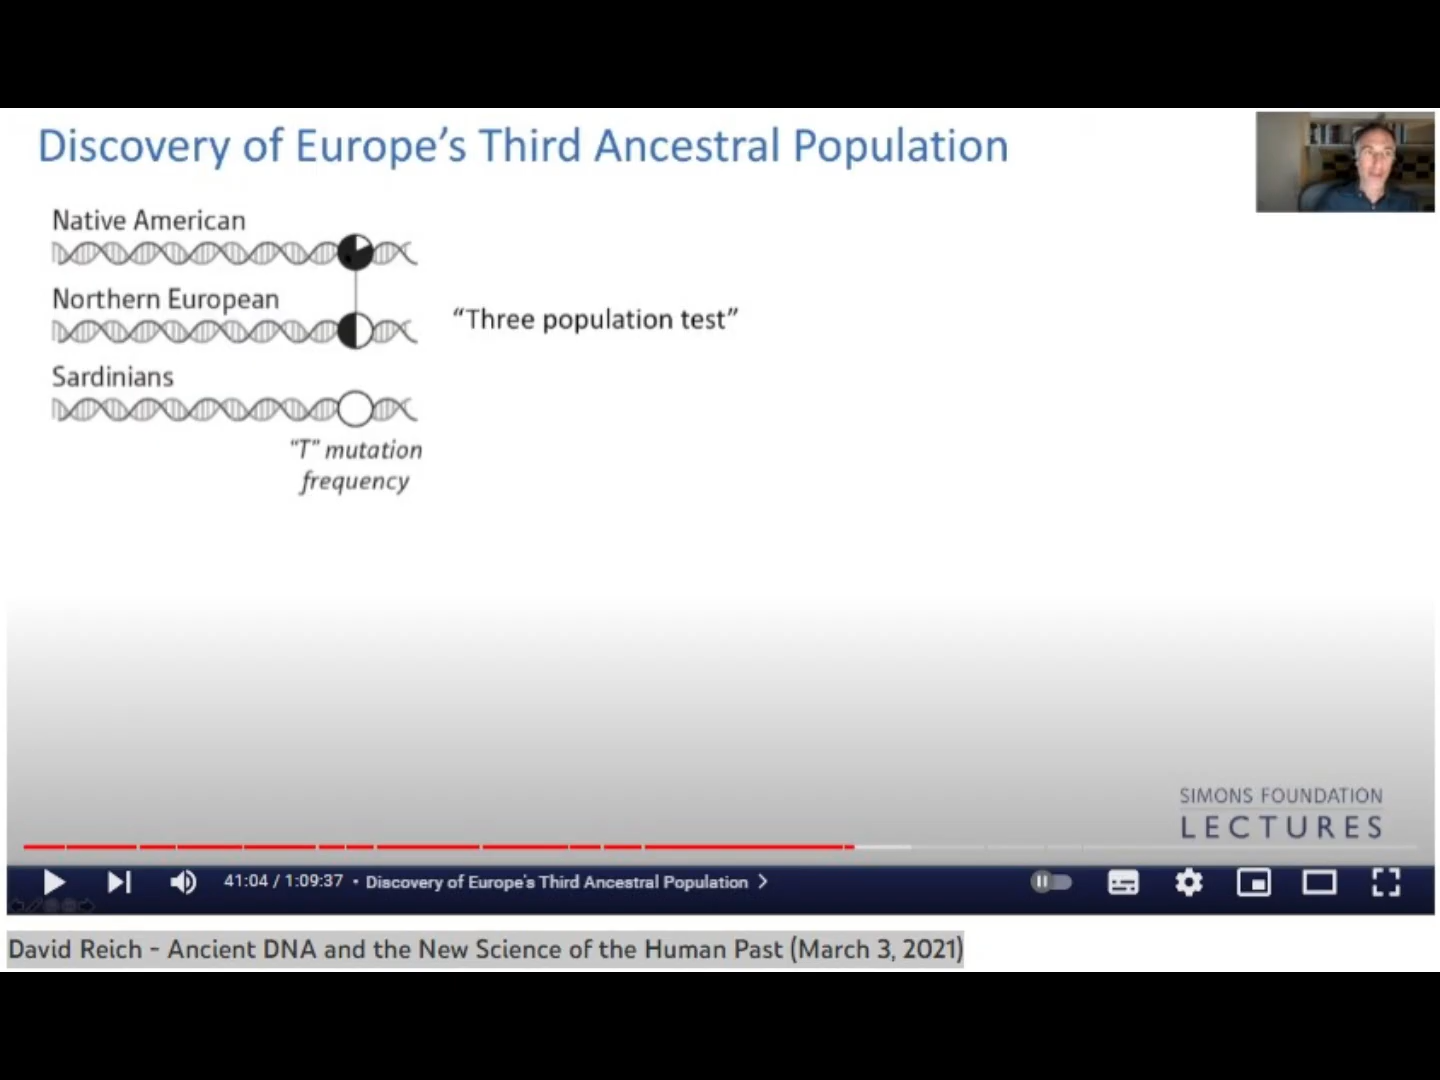 Discovery of Europe's Third Ancestral Population
Native American
Northern European
"Three population test"
Sardinians
"T" mutation
frequency
SIMONS FOUNDATION
LECTURES
41:04 / 1:09:37 • Discovery of Europe's Third Ancestral Population
David Reich - Ancient DNA and the New Science of the Human Past (March 3, 2021)